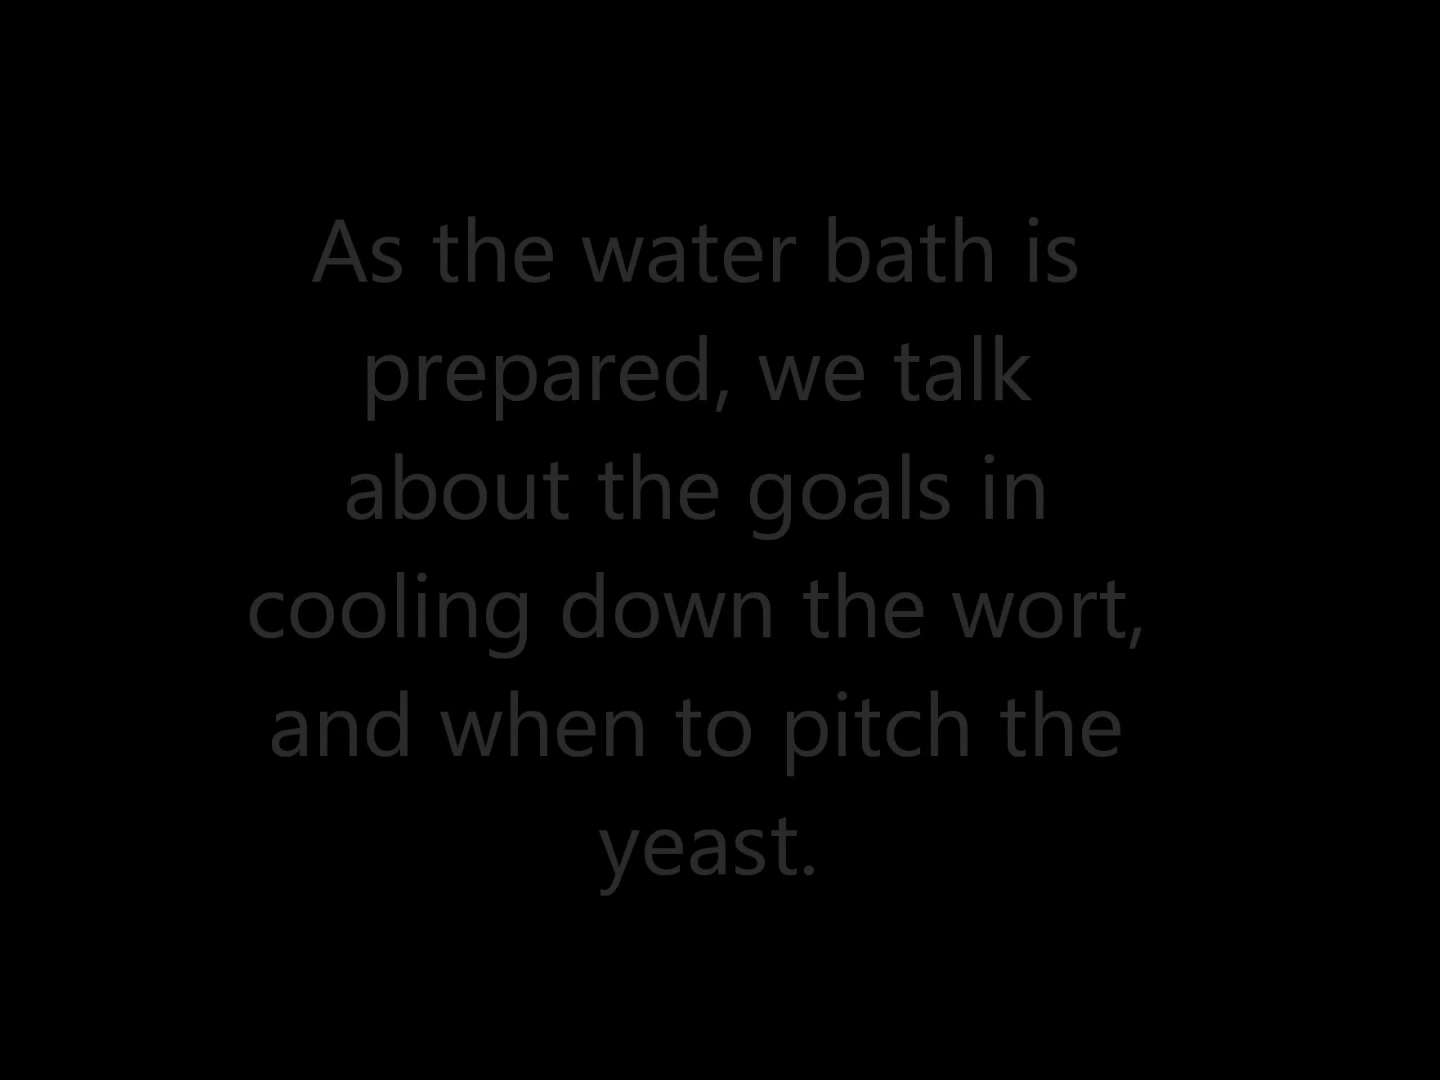 As the water bath is
prepared, we talk
about the goals in
cooling down the wort,
and when to pitch the
yeast.